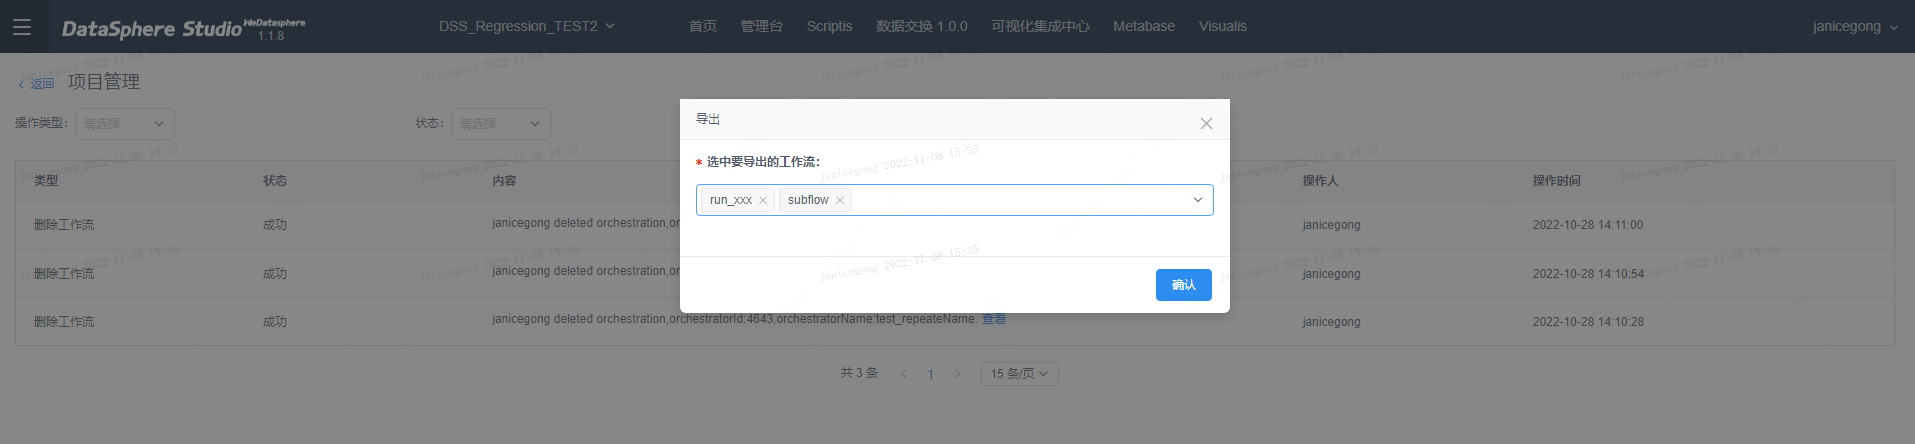 DataSphere Studio WeDatasphere 1.1.8
DSS_Regression_TEST2 首页 管理台 Scriptis 数据交换 1.0.0 可视化集成中心 Metabase Visualis janicegong
返回 项目管理
操作类型: 请选择 状态: 请选择
导出
* 选中要导出的工作流:
run_xxx subflow
确认
类型 状态 内容 操作人 操作时间
删除工作流 成功 janicegong deleted orchestration,or janicegong 2022-10-28 14:11:00
删除工作流 成功 janicegong deleted orchestration,or janicegong 2022-10-28 14:10:54
删除工作流 成功 janicegong deleted orchestration,orchestratorId:4643,orchestratorName:test_repeateName. 查看 janicegong 2022-10-28 14:10:28
共 3 条 1 15 条/页
janicegong 2022-11-08 15:35